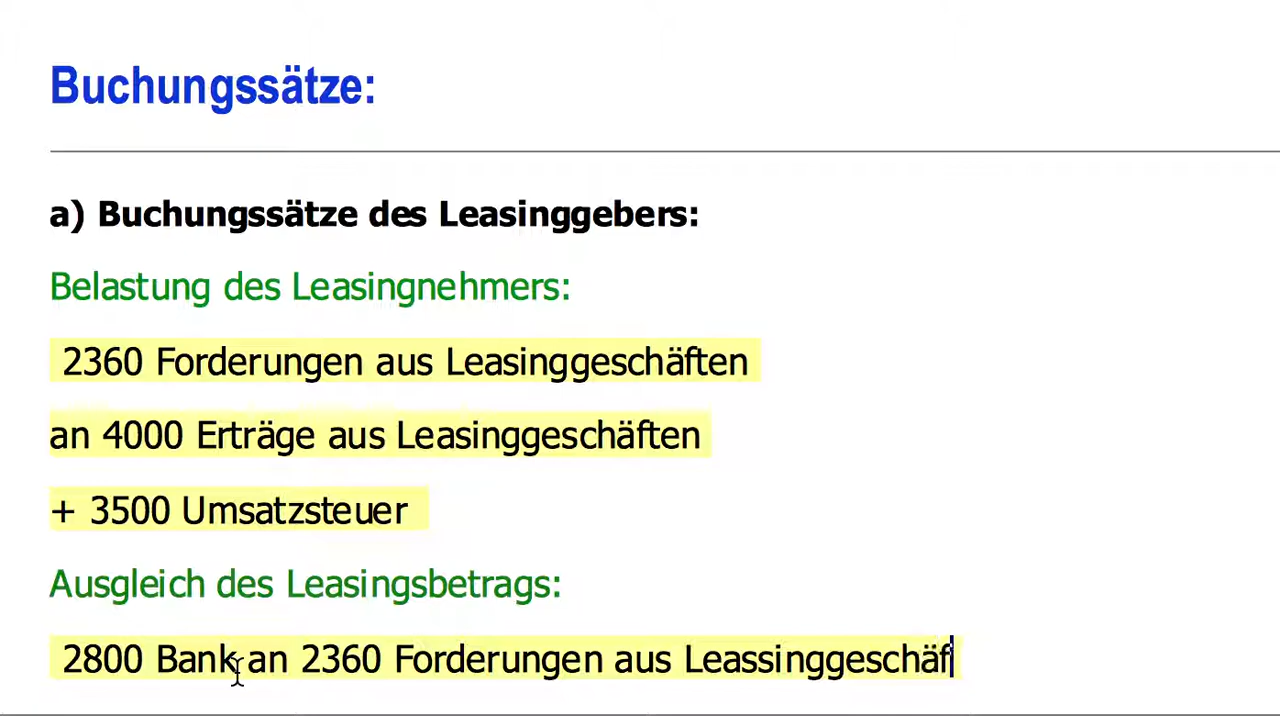 Buchungssätze:
a) Buchungssätze des Leasinggebers:
Belastung des Leasingnehmers:
2360 Forderungen aus Leasinggeschäften
an 4000 Erträge aus Leasinggeschäften
+ 3500 Umsatzsteuer
Ausgleich des Leasingsbetrags:
2800 Bank an 2360 Forderungen aus Leassinggeschäf